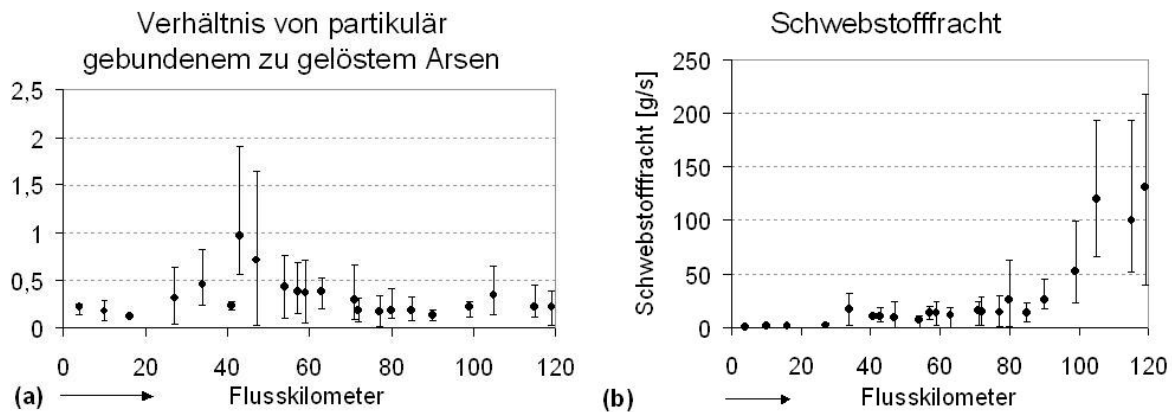 Verhältnis von partikulär
gebundenem zu gelöstem Arsen
2,5
2
1,5
1
0,5
0
0 20 40 60 80 100 120
(a) Flusskilometer
Schwebstofffracht
Schwebstofffracht [g/s]
250
200
150
100
50
0
0 20 40 60 80 100 120
(b) Flusskilometer